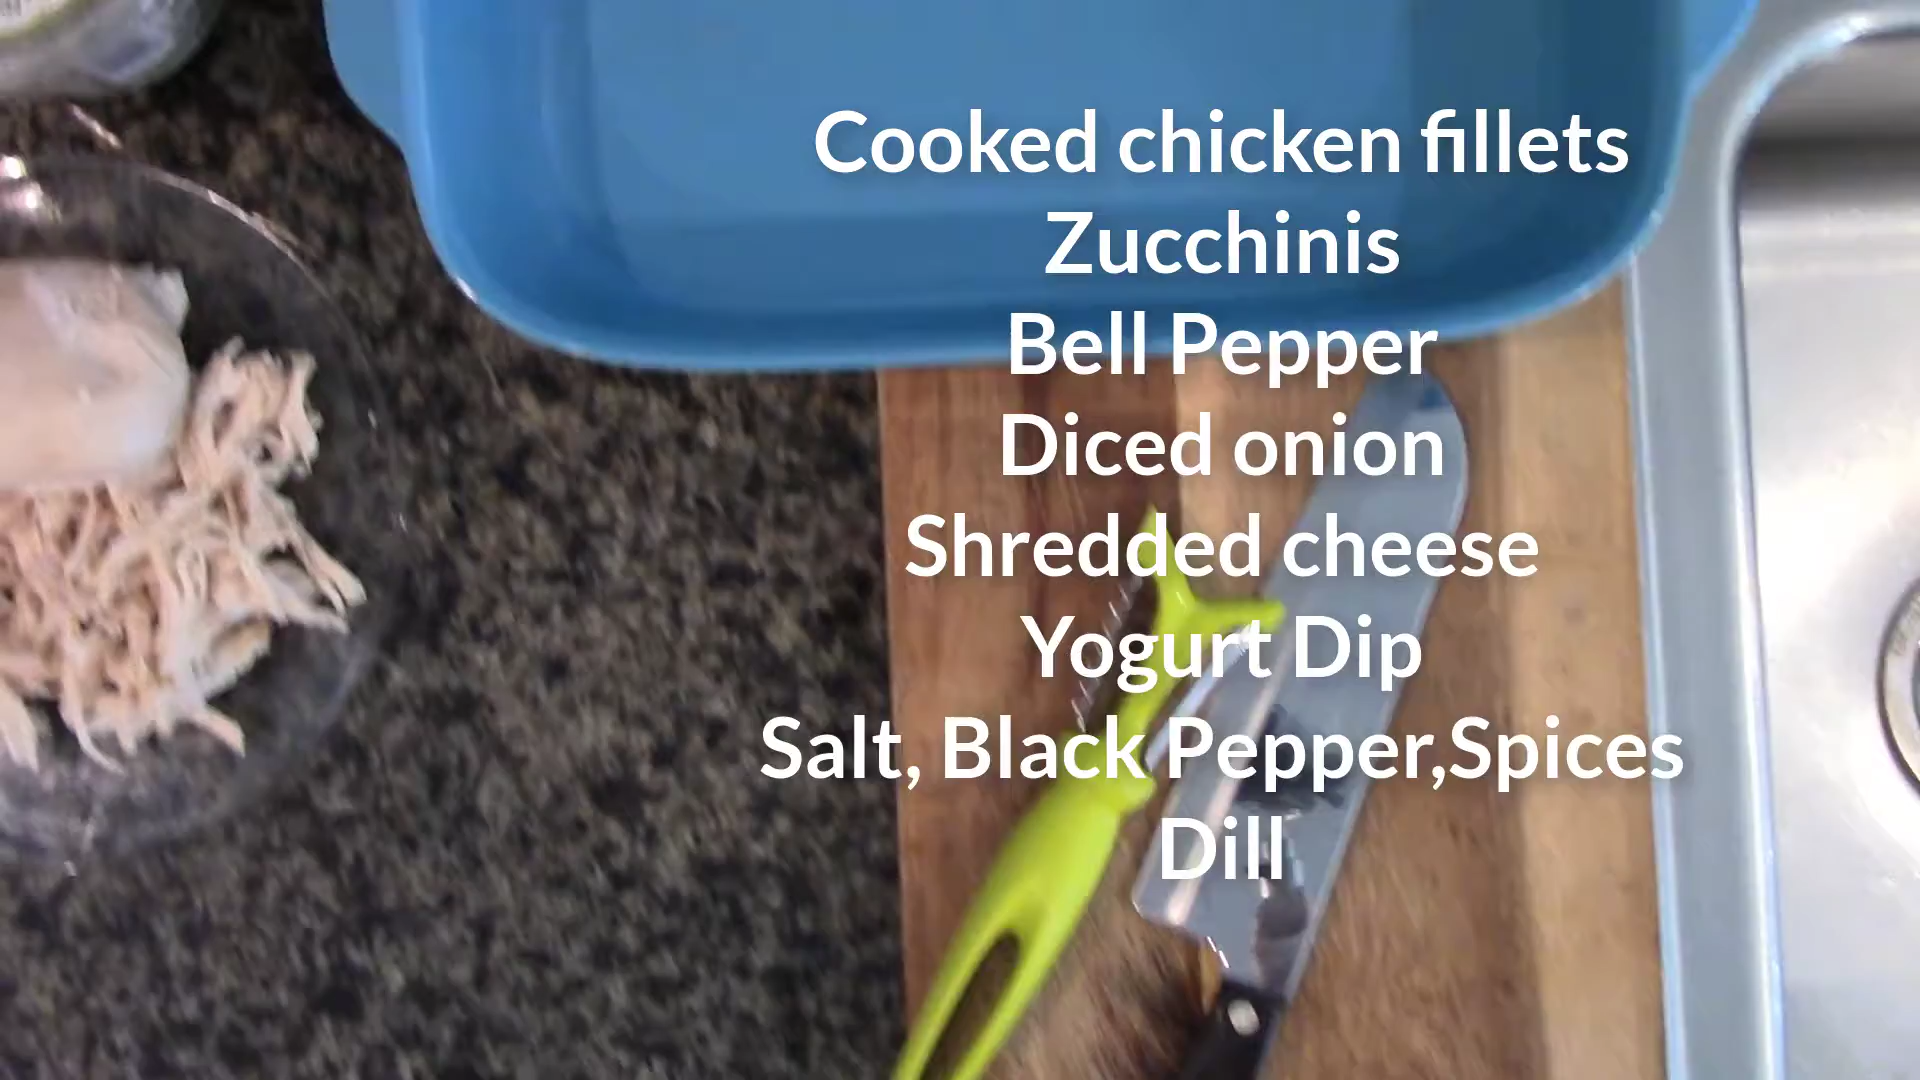 Cooked chicken fillets
Zucchinis
Bell Pepper
Diced onion
Shredded cheese
Yogurt Dip
Salt, Black Pepper,Spices
Dill